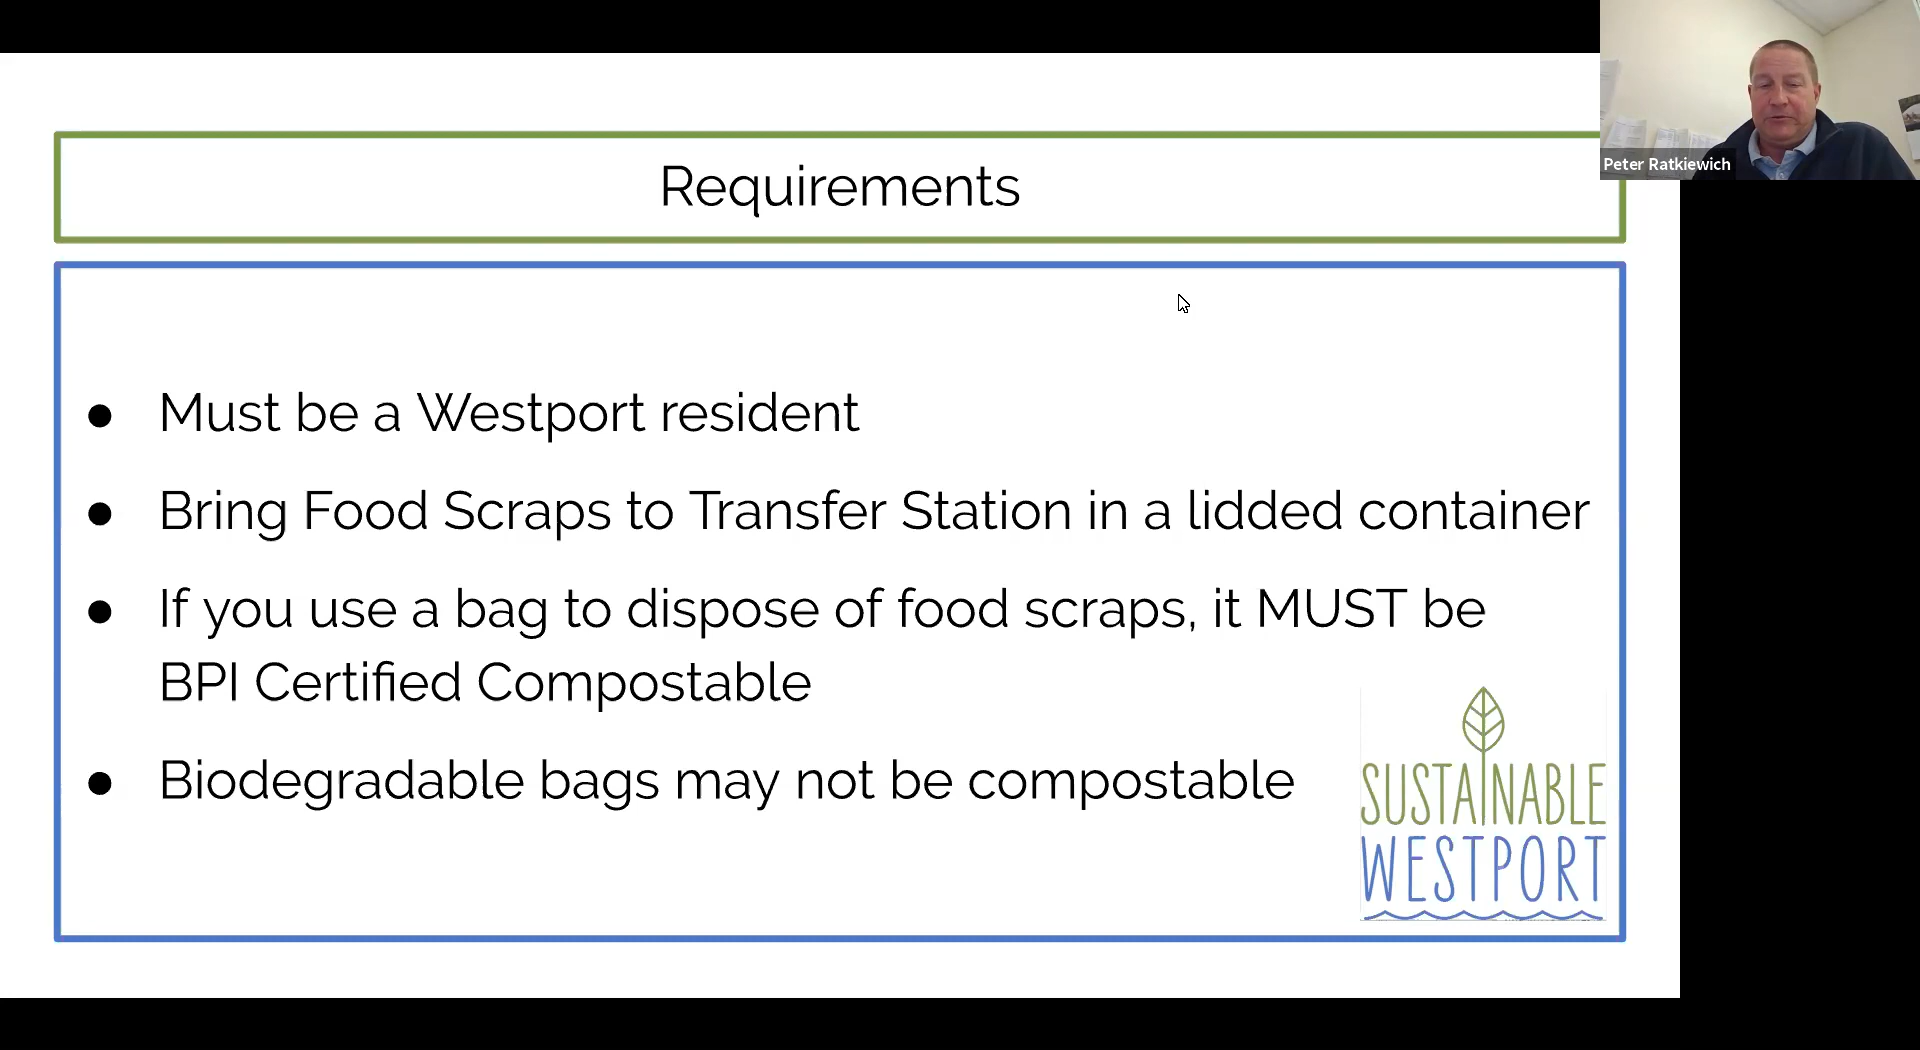 Peter Ratkiewich
Requirements
● Must be a Westport resident
● Bring Food Scraps to Transfer Station in a lidded container
● If you use a bag to dispose of food scraps, it MUST be
BPI Certified Compostable
● Biodegradable bags may not be compostable
SUSTAINABLE
WESTPORT